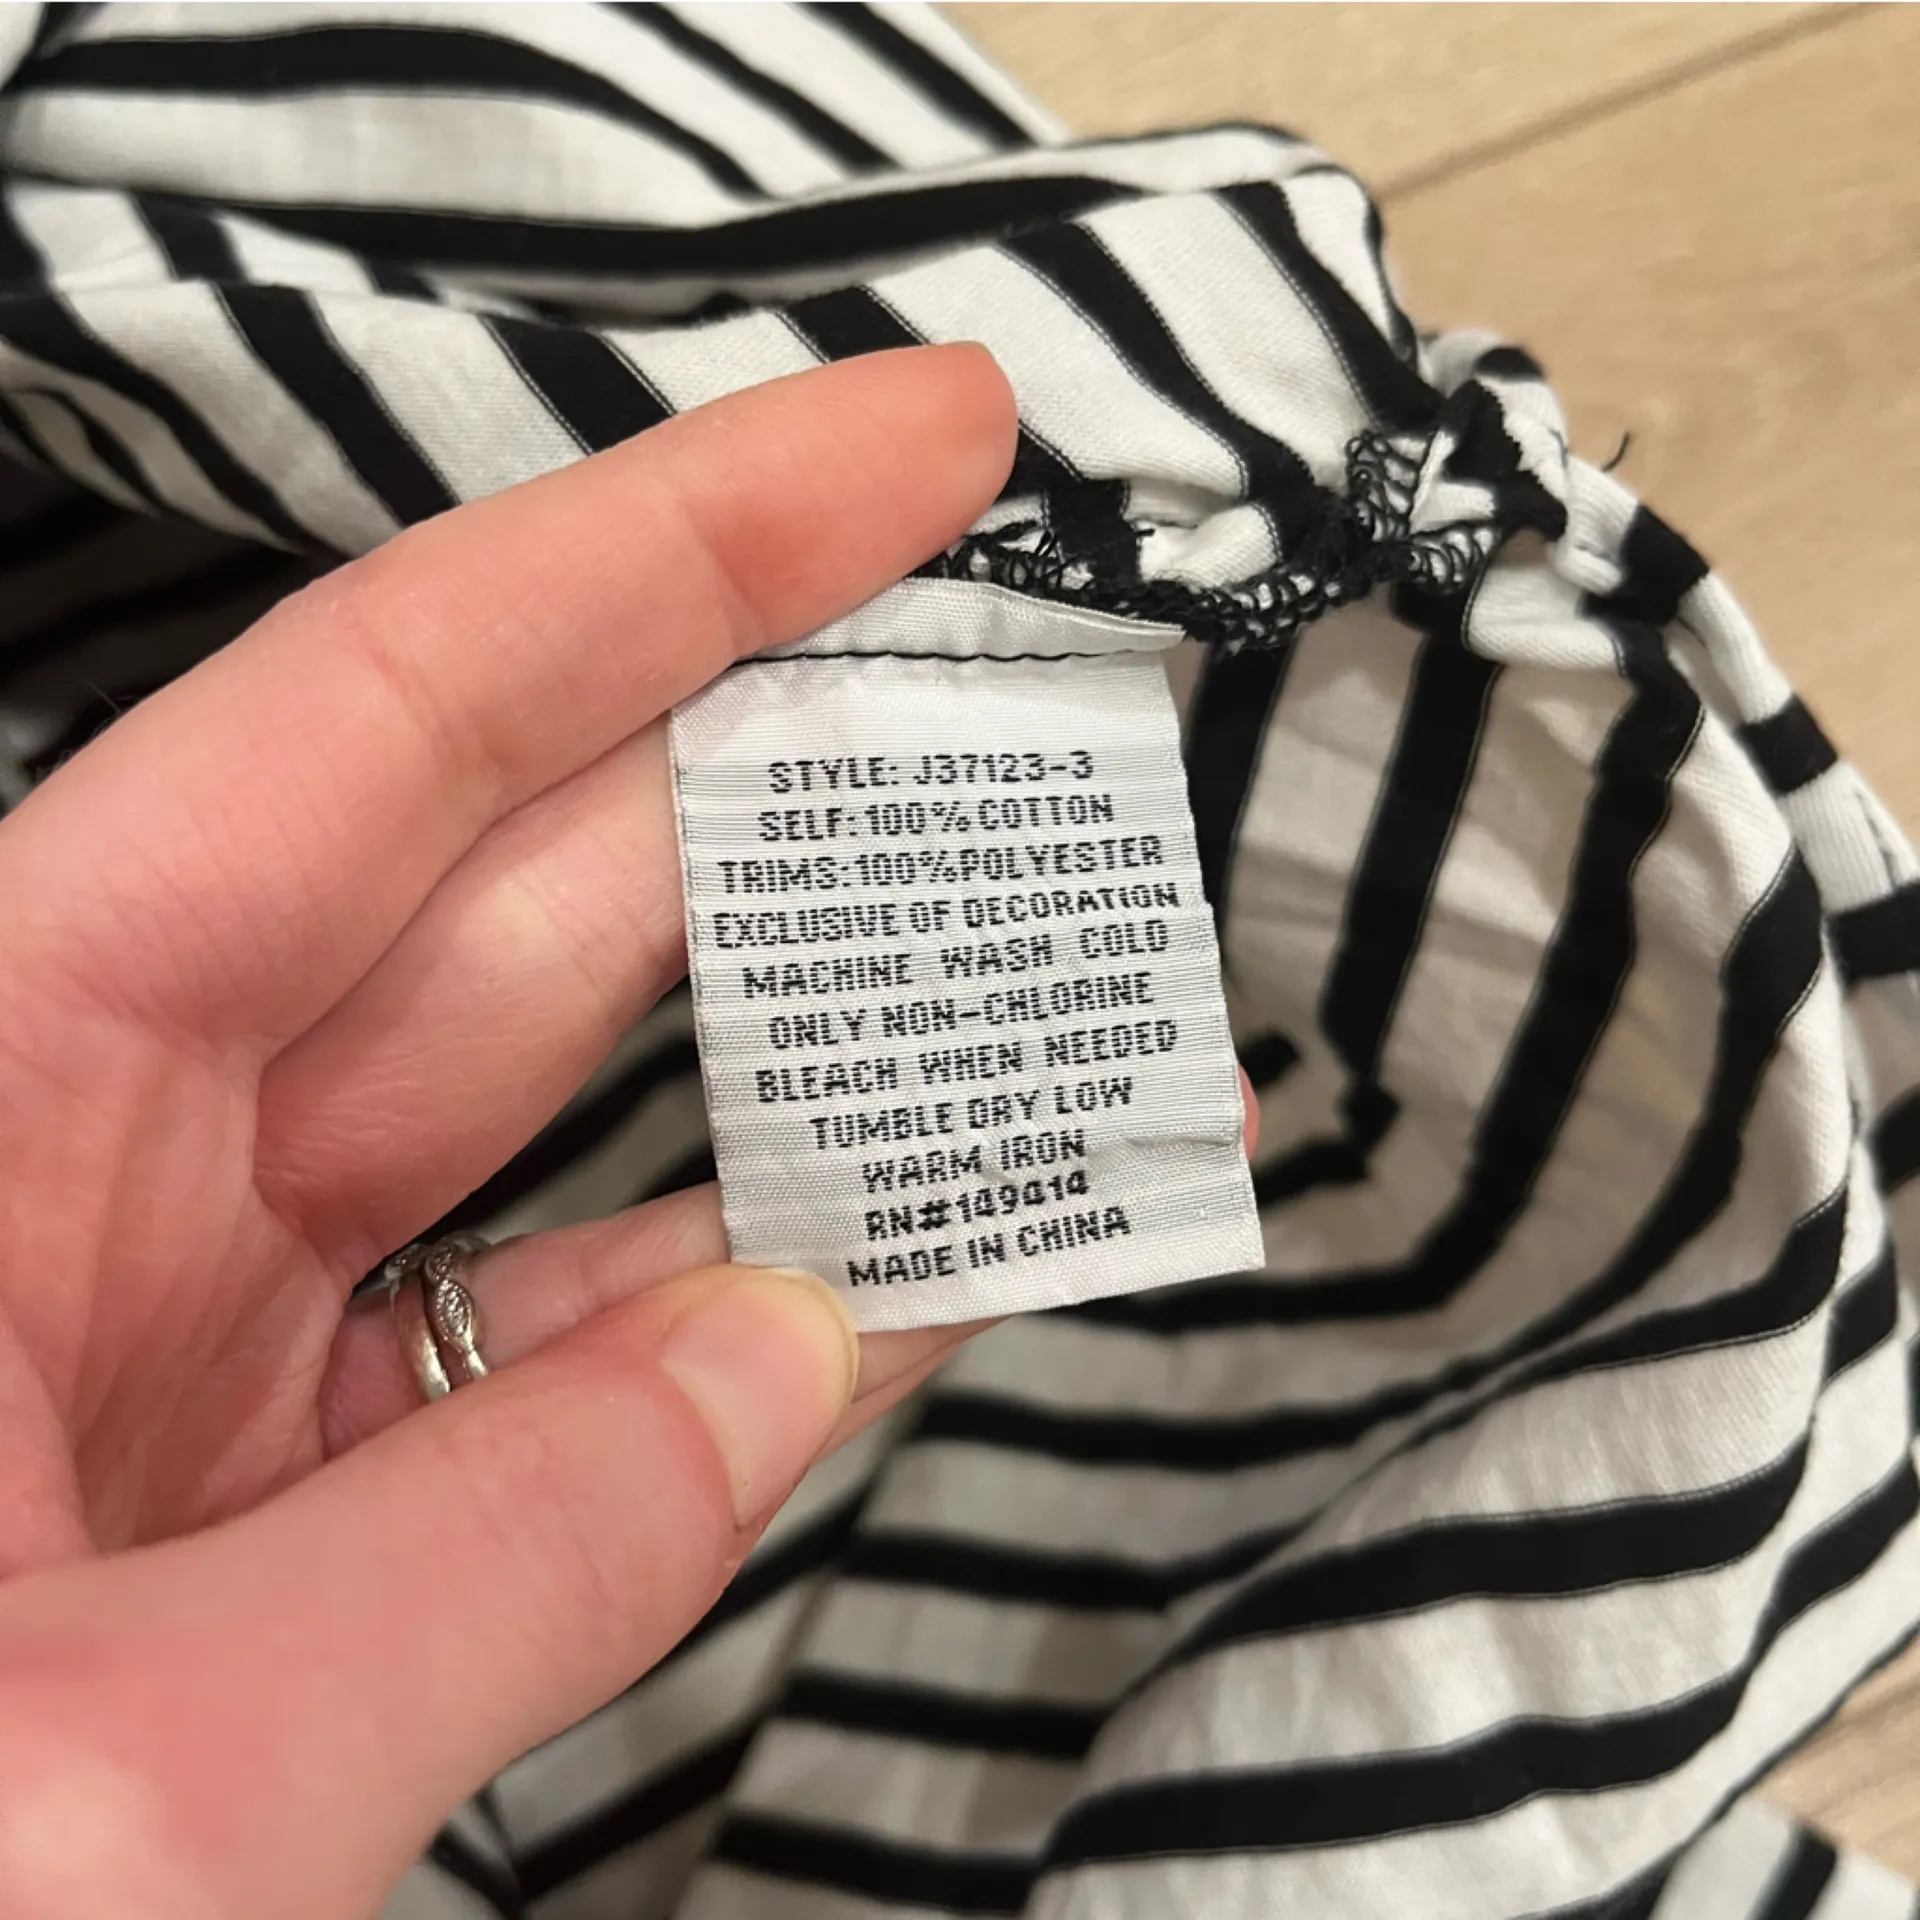 STYLE: J37123-3
SELF:100% COTTON
TRIMS:100%POLYESTER
EXCLUSIVE OF DECORATION
MACHINE WASH COLD
ONLY NON-CHLORINE
BLEACH WHEN NEEDED
TUMBLE DRY LOW
WARM IRON
RN#149414
MADE IN CHINA